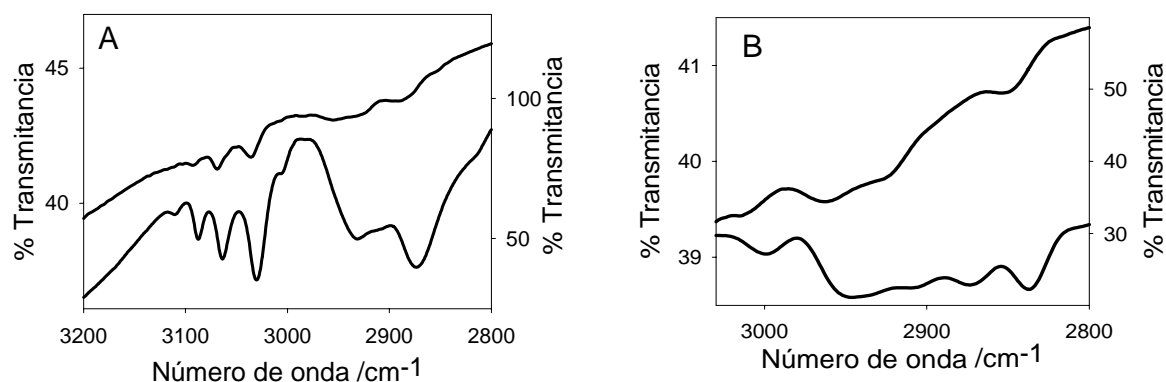 A
B
% Transmitancia
45
40
100
50
% Transmitancia
3200 3100 3000 2900 2800
Número de onda /cm-1
% Transmitancia
41
40
39
50
40
30
% Transmitancia
3000 2900 2800
Número de onda /cm-1